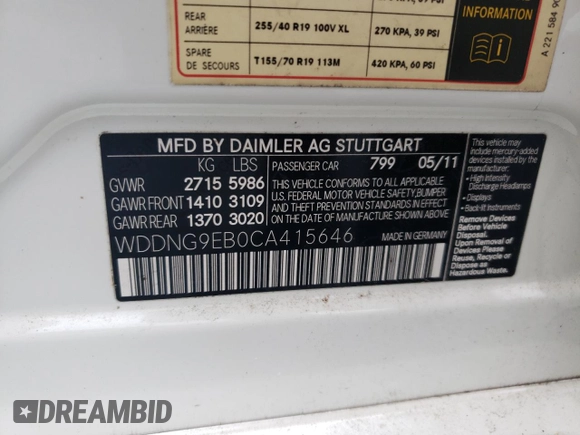 INFORMATION
REAR
ARRIÈRE
255/40 R19 100V XL
270 KPA, 39 PSI
SPARE
DE SECOURS
T155/70 R19 113M
420 KPA, 60 PSI
A 221 584 90
MFD BY DAIMLER AG STUTTGART
KG LBS
PASSENGER CAR 799 05/11
GVWR 2715 5986
GAWR FRONT 1410 3109
GAWR REAR 1370 3020
THIS VEHICLE CONFORMS TO ALL APPLICABLE
U.S. FEDERAL MOTOR VEHICLE SAFETY,BUMPER
AND THEFT PREVENTION STANDARDS IN EFFECT
ON THE DATE OF MANUFACTURE SHOWN ABOVE.
WDDNG9EB0CA415646
MADE IN GERMANY
This Vehicle may
include mercury-added
devices installed by
the manufacturer:
• High Intensity
Discharge Headlamps
• Displays
• Back Lights
Remove Devices
Before Vehicle
Disposal.
Upon Removal of
Devices Please
Reuse, Recycle or
Dispose as
Hazardous Waste.
DREAMBID